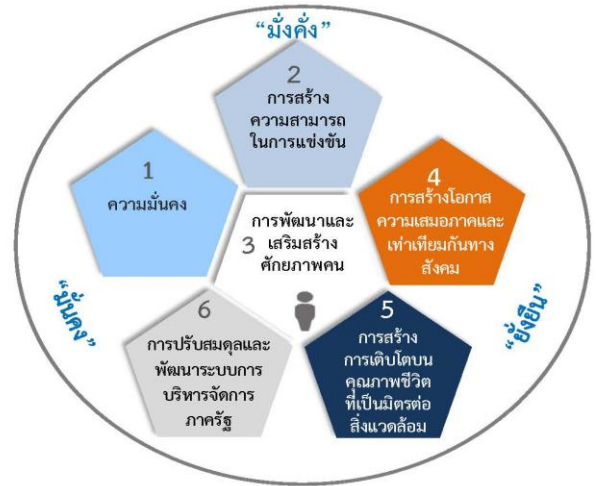 “มั่งคั่ง”
2
การสร้าง
ความสามารถ
ในการแข่งขัน
1
ความมั่นคง
4
การสร้างโอกาส
ความเสมอภาคและ
เท่าเทียมกันทาง
สังคม
การพัฒนาและ
3 เสริมสร้าง
ศักยภาพคน
“มั่นคง”
“ยั่งยืน”
6
การปรับสมดุลและ
พัฒนาระบบการ
บริหารจัดการ
ภาครัฐ
5
การสร้าง
การเติบโตบน
คุณภาพชีวิต
ที่เป็นมิตรต่อ
สิ่งแวดล้อม